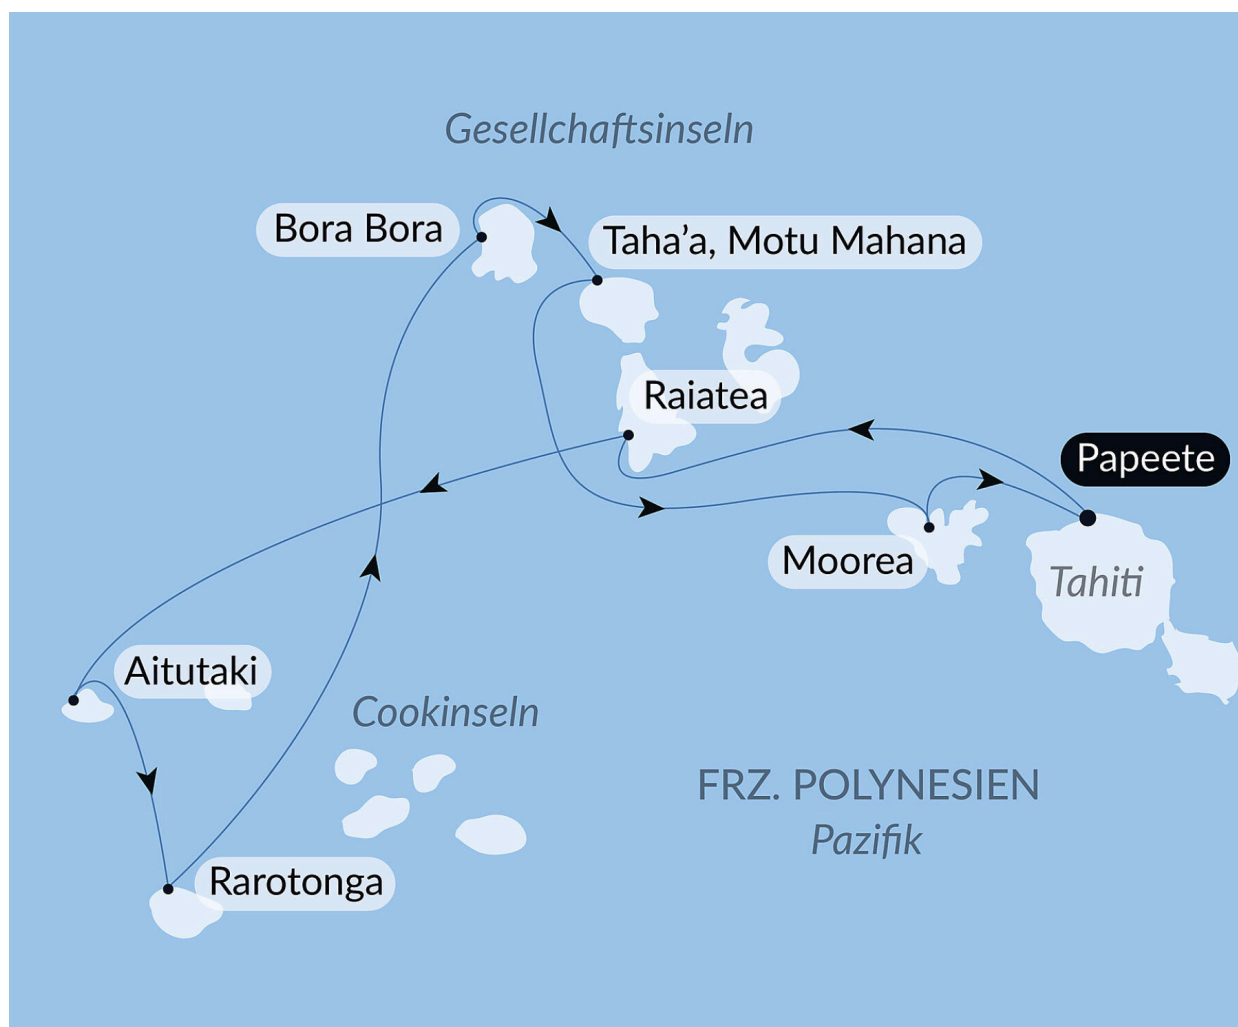 Gesellchaftsinseln
Bora Bora
Taha’a, Motu Mahana
Raiatea
Papeete
Moorea
Tahiti
Aitutaki
Cookinseln
FRZ. POLYNESIEN
Pazifik
Rarotonga